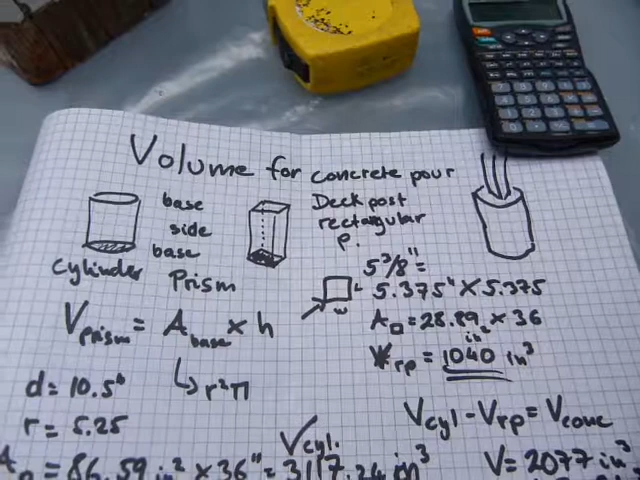 Volume for concrete pour
base
side
base
Cylinder
Prism
Deck post
rectangular
p.
5 3/8" =
L
w
5.375" × 5.375
A□ = 28.89 in² × 36
V rp = 1040 in³
V prism = A base × h
↳ r²π
d = 10.5"
r = 5.25
V cyl - V rp = V conc
V cyl.
= 86.59 in² × 36" = 3117.24 in³
V = 2077 in³